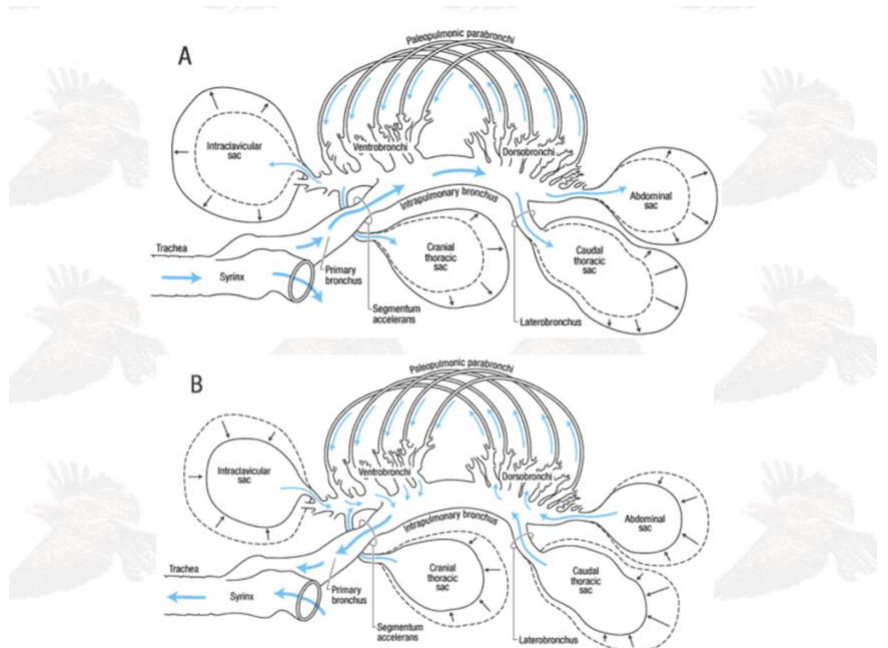 A
Paleopulmonic parabronchi
Intraclavicular
sac
Ventrobronchi
Dorsobronchi
Abdominal
sac
Intrapulmonary bronchus
Trachea
Cranial
thoracic
sac
Caudal
thoracic
sac
Syrinx
Primary
bronchus
Segmentum
accelerans
Laterobronchus
B
Paleopulmonic parabronchi
Intraclavicular
sac
Ventrobronchi
Dorsobronchi
Abdominal
sac
Intrapulmonary bronchus
Trachea
Cranial
thoracic
sac
Caudal
thoracic
sac
Syrinx
Primary
bronchus
Segmentum
accelerans
Laterobronchus